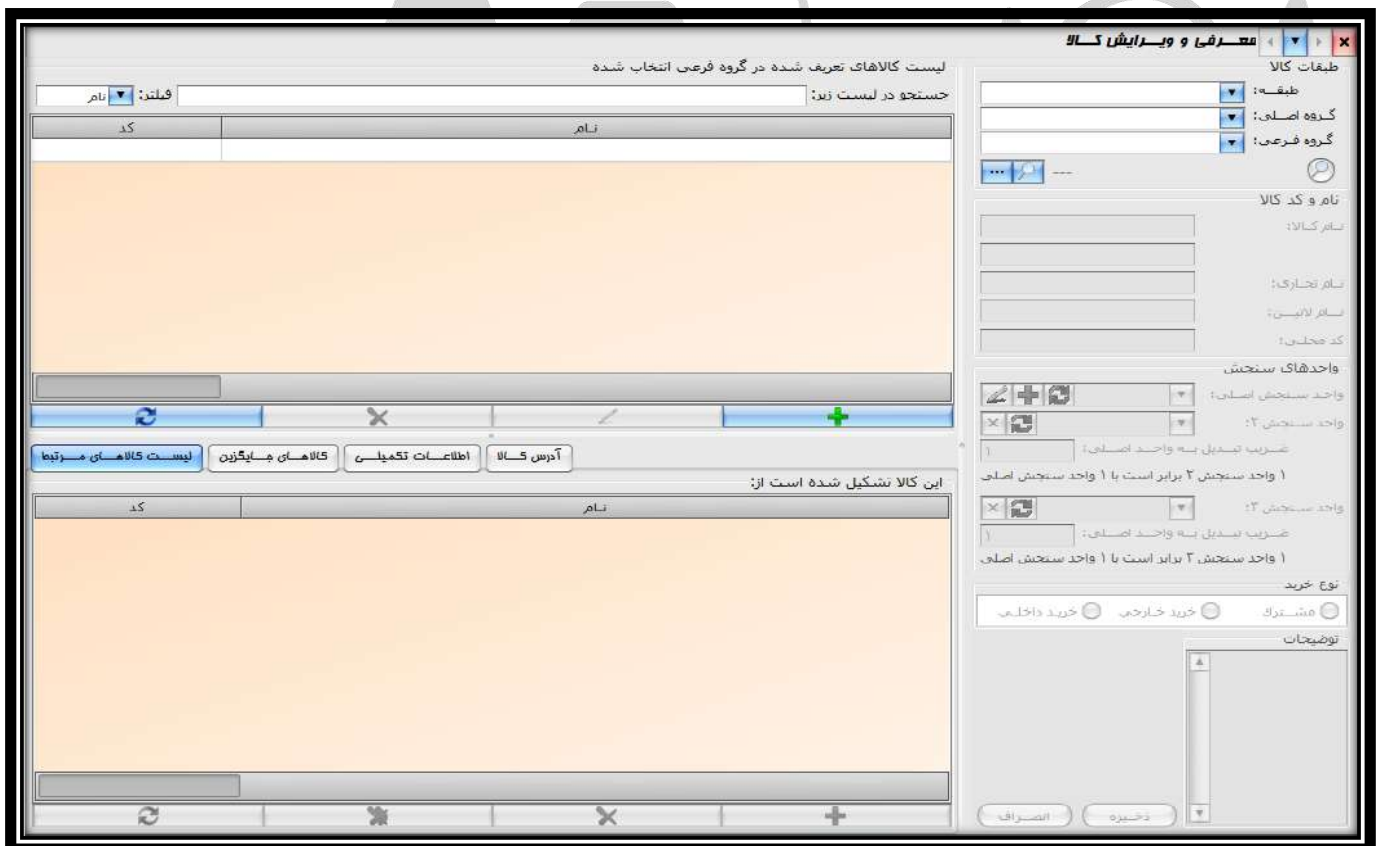 معرفی و ویرایش کالا
طبقات کالا
طبقه:
گروه اصلی:
گروه فرعی:
---
...
نام و کد کالا
نام کالا:
نام تجاری:
نام لاتین:
کد محلی:
واحدهای سنجش
واحد سنجش اصلی:
واحد سنجش ۲:
ضریب تبدیل به واحد اصلی:
۱
۱ واحد سنجش ۲ برابر است با ۱ واحد سنجش اصلی
واحد سنجش ۳:
ضریب تبدیل به واحد اصلی:
۱
۱ واحد سنجش ۳ برابر است با ۱ واحد سنجش اصلی
نوع خرید
مشترك خرید خارجی خرید داخلی
توضیحات
ذخیره انصراف
لیست کالاهای تعریف شده در گروه فرعی انتخاب شده
جستجو در لیست زیر: فیلتر: نام
نام کد
آدرس کالا اطلاعات تکمیلی کالاهای جایگزین لیست کالاهای مرتبط
این کالا تشکیل شده است از:
نام کد